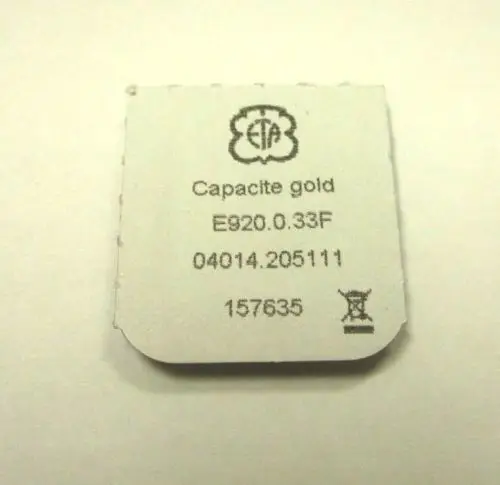 ETA
Capacite gold
E920.0.33F
04014.205111
157635